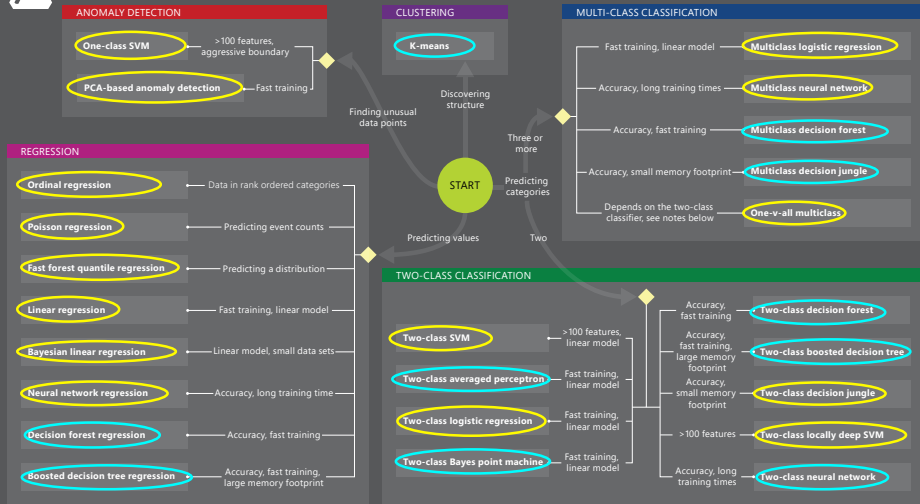 ANOMALY DETECTION
One-class SVM
>100 features,
aggressive boundary
PCA-based anomaly detection
Fast training
CLUSTERING
K-means
MULTI-CLASS CLASSIFICATION
Fast training, linear model
Multiclass logistic regression
Accuracy, long training times
Multiclass neural network
Accuracy, fast training
Multiclass decision forest
Accuracy, small memory footprint
Multiclass decision jungle
Depends on the two-class
classifier, see notes below
One-v-all multiclass
Finding unusual
data points
Discovering
structure
Three or
more
START
Predicting
categories
Predicting values
Two
REGRESSION
Ordinal regression
Data in rank ordered categories
Poisson regression
Predicting event counts
Fast forest quantile regression
Predicting a distribution
Linear regression
Fast training, linear model
Bayesian linear regression
Linear model, small data sets
Neural network regression
Accuracy, long training time
Decision forest regression
Accuracy, fast training
Boosted decision tree regression
Accuracy, fast training,
large memory footprint
TWO-CLASS CLASSIFICATION
Two-class SVM
>100 features,
linear model
Two-class averaged perceptron
Fast training,
linear model
Two-class logistic regression
Fast training,
linear model
Two-class Bayes point machine
Fast training,
linear model
Accuracy,
fast training
Two-class decision forest
Accuracy,
fast training,
large memory
footprint
Two-class boosted decision tree
Accuracy,
small memory
footprint
Two-class decision jungle
>100 features
Two-class locally deep SVM
Accuracy, long
training times
Two-class neural network